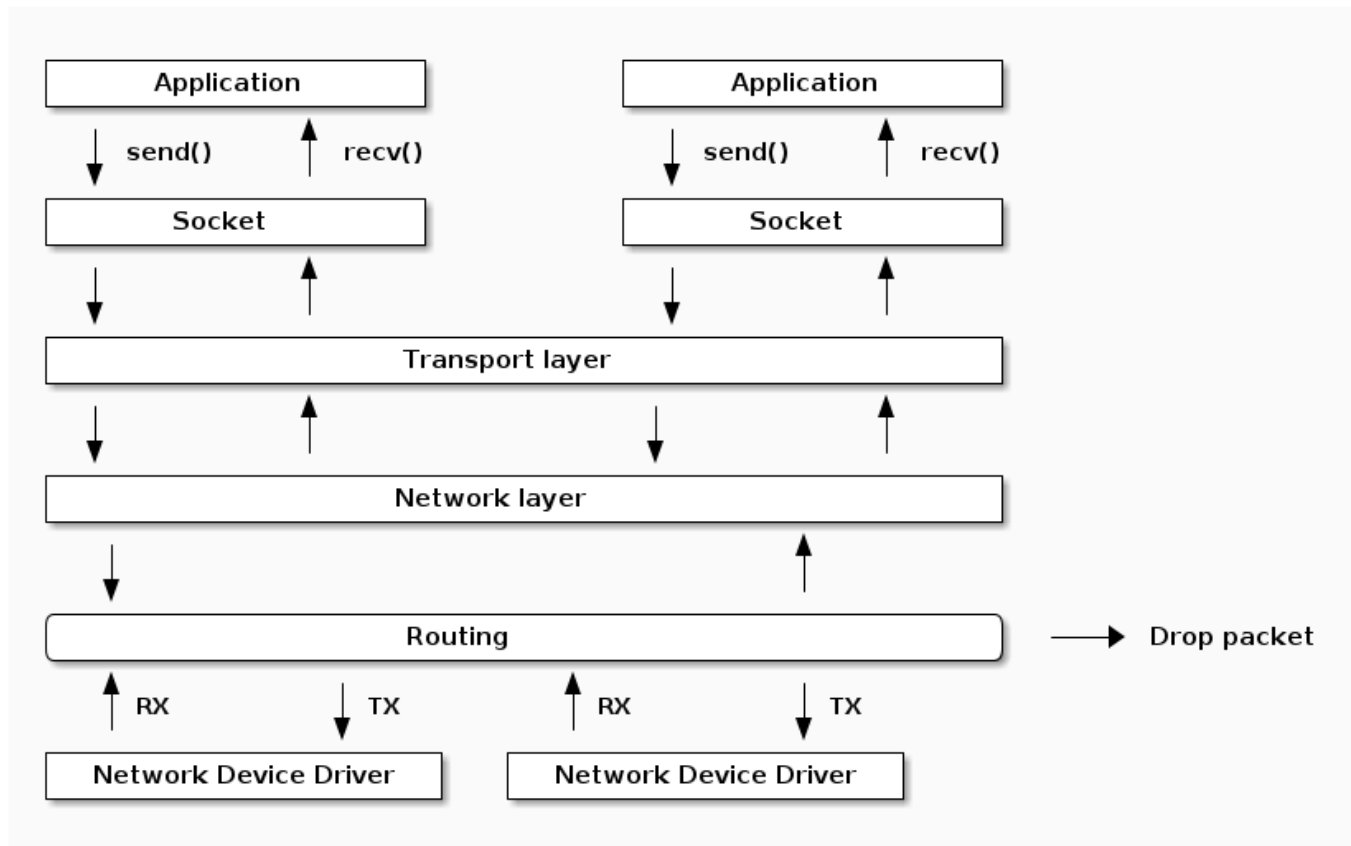 Application Application
send() recv() send() recv()
Socket Socket
Transport layer
Network layer
Routing Drop packet
RX TX RX TX
Network Device Driver Network Device Driver